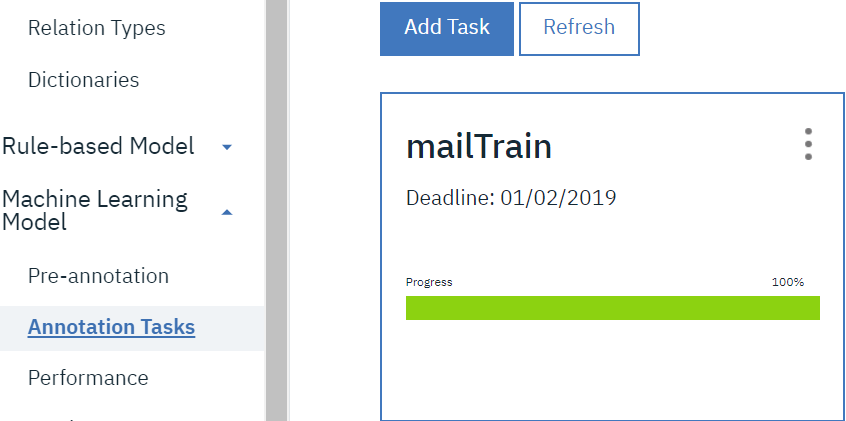 Relation Types
Dictionaries
Rule-based Model
Machine Learning
Model
Pre-annotation
Annotation Tasks
Performance
Add Task
Refresh
mailTrain
Deadline: 01/02/2019
Progress
100%